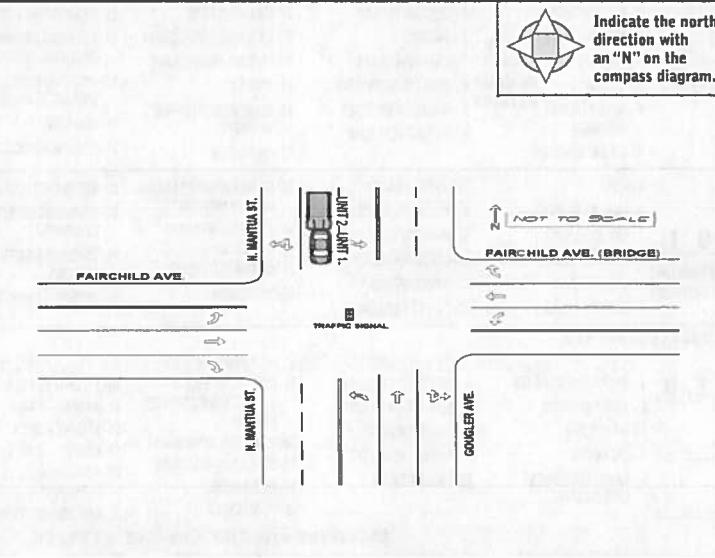 Indicate the north
direction with
an "N" on the
compass diagram.
N. MANTUA ST.
UNIT 2-UNIT 1.
N
NOT TO SCALE
FAIRCHILD AVE.
FAIRCHILD AVE. (BRIDGE)
TRAFFIC SIGNAL
N. MANTUA ST.
GOUGLER AVE.